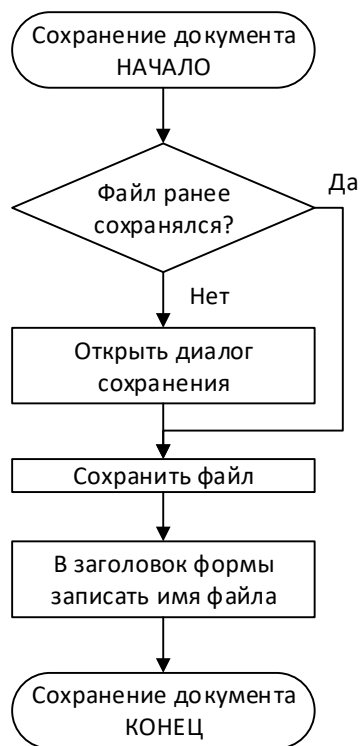 Сохранение документа
НАЧАЛО
Файл ранее
сохранялся?
Да
Нет
Открыть диалог
сохранения
Сохранить файл
В заголовок формы
записать имя файла
Сохранение документа
КОНЕЦ